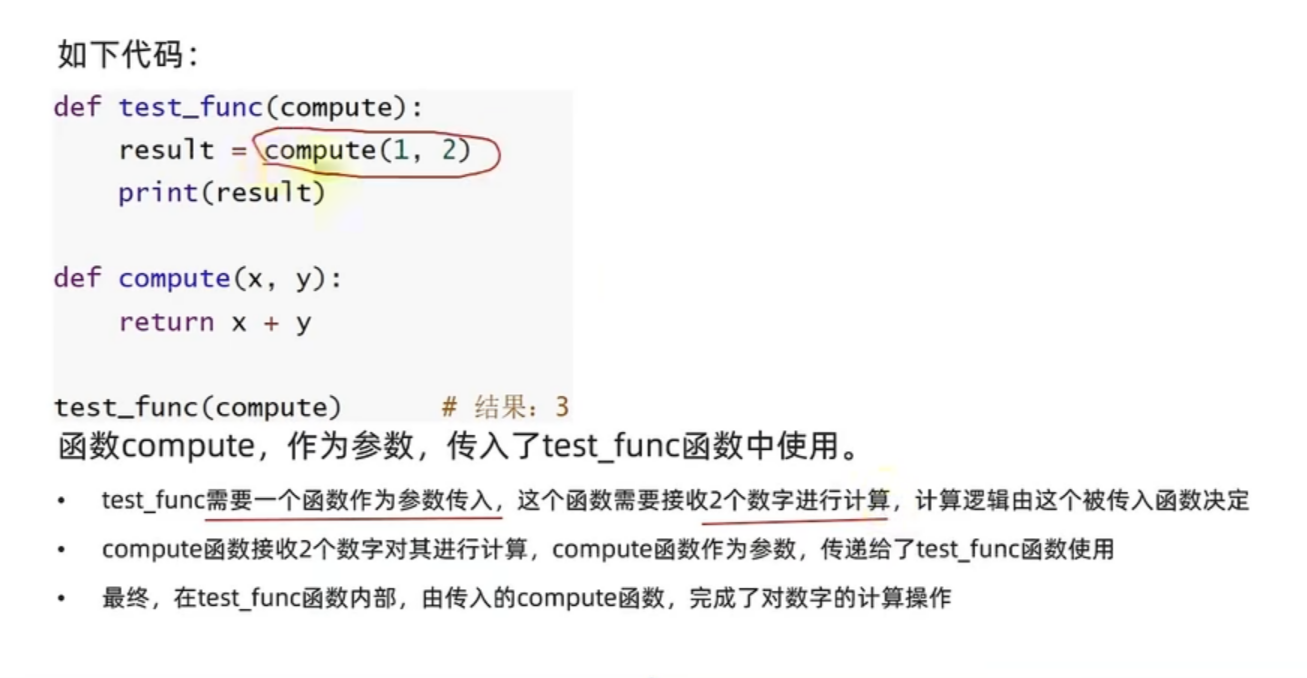 如下代码：
def test_func(compute):
    result = compute(1, 2)
    print(result)
def compute(x, y):
    return x + y
test_func(compute)      # 结果：3
函数compute，作为参数，传入了test_func函数中使用。
• test_func需要一个函数作为参数传入，这个函数需要接收2个数字进行计算，计算逻辑由这个被传入函数决定
• compute函数接收2个数字对其进行计算，compute函数作为参数，传递给了test_func函数使用
• 最终，在test_func函数内部，由传入的compute函数，完成了对数字的计算操作